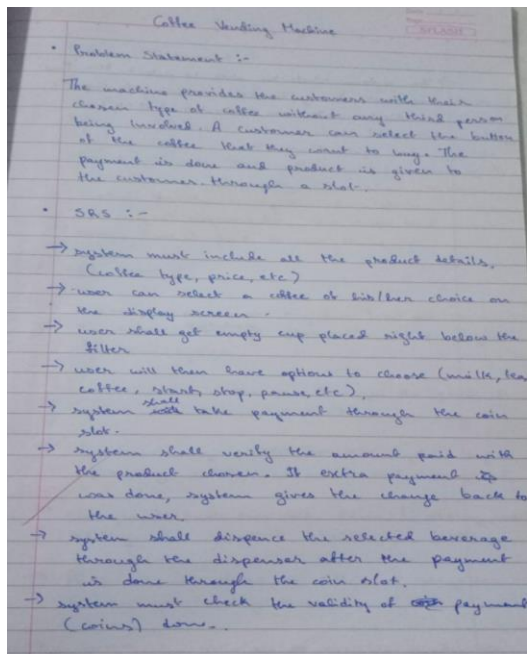 Coffee Vending Machine
• Problem Statement :-
The machine provides the customers with their
chosen type of coffee without any third person
being involved. A customer can select the button
of the coffee that they want to buy. The
payment is done and product is given to
the customer through a slot.
• SRS :-
→ system must include all the product details,
(coffee type, price, etc)
→ user can select a coffee of his/her choice on
the display screen.
→ user shall get empty cup placed right below the
filter
→ user will then have options to choose (milk, tea,
coffee, start, stop, pause, etc),
→ system shall take payment through the coin
slot.
→ system shall verify the amount paid with
the product chosen. If extra payment
was done, system gives the change back to
the user.
→ system shall dispence the selected beverage
through the dispensor after the payment
is done through the coin slot.
→ system must check the validity of payment
(coins) done.